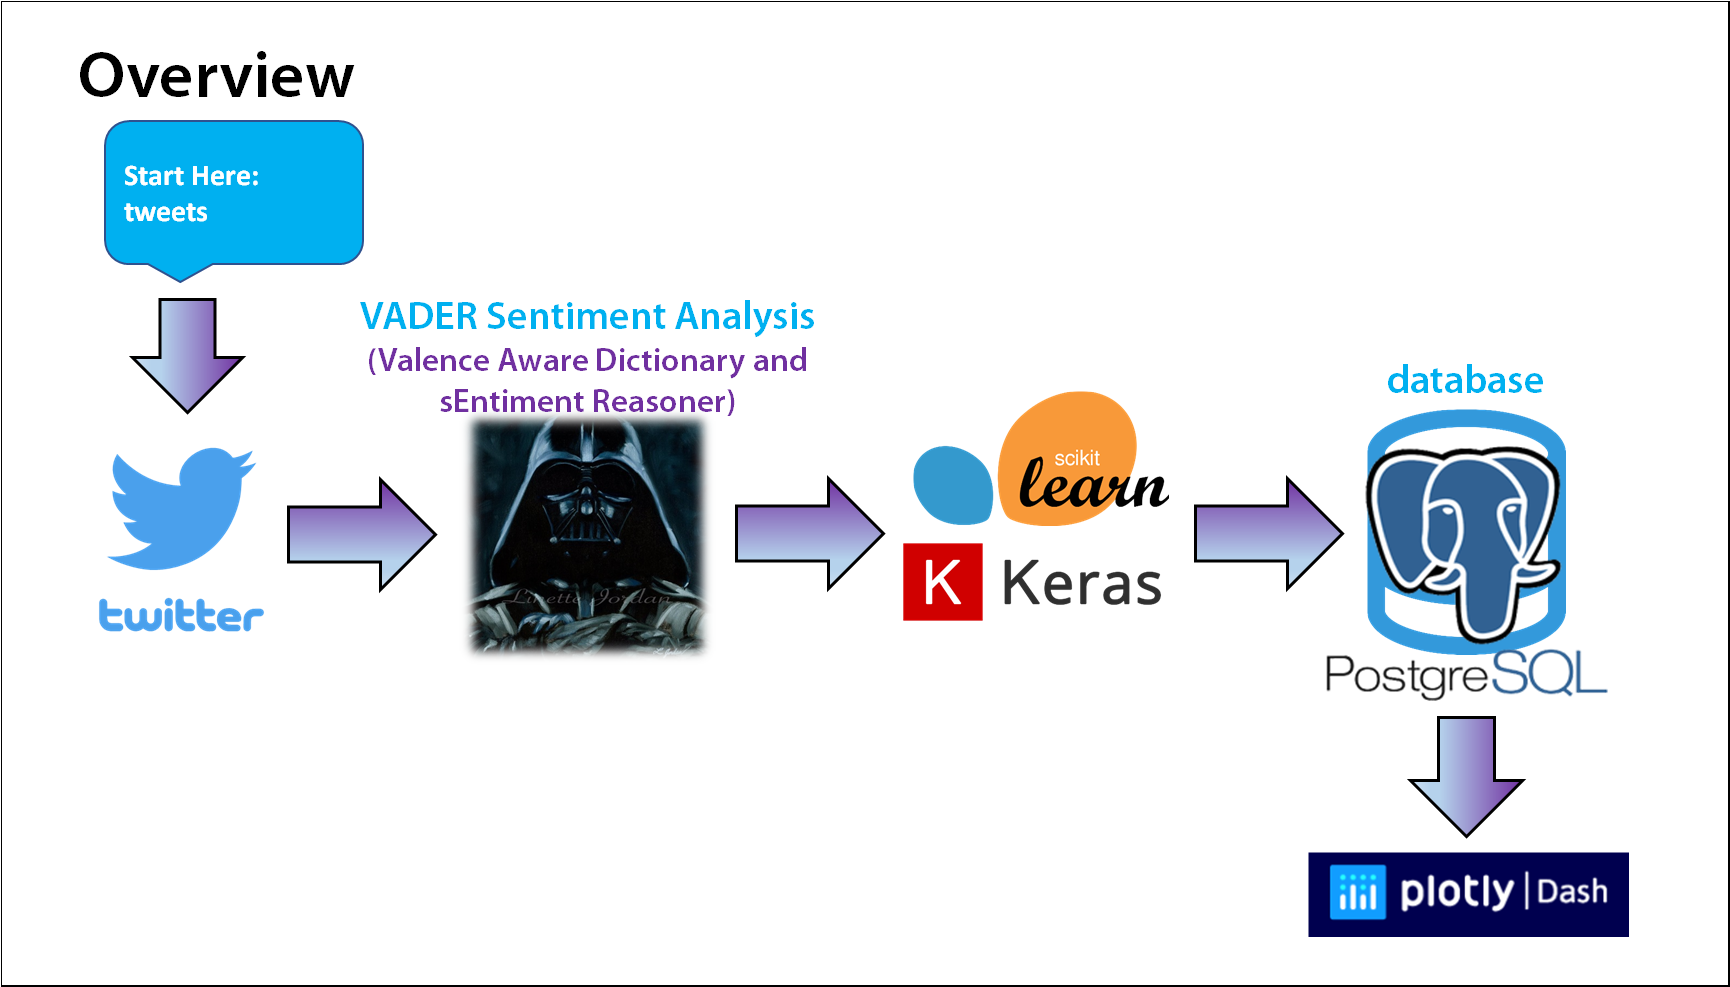 Overview
Start Here:
tweets
VADER Sentiment Analysis
(Valence Aware Dictionary and
sEntiment Reasoner)
Linette Jordan
twitter
scikit
learn
K Keras
database
PostgreSQL
plotly | Dash